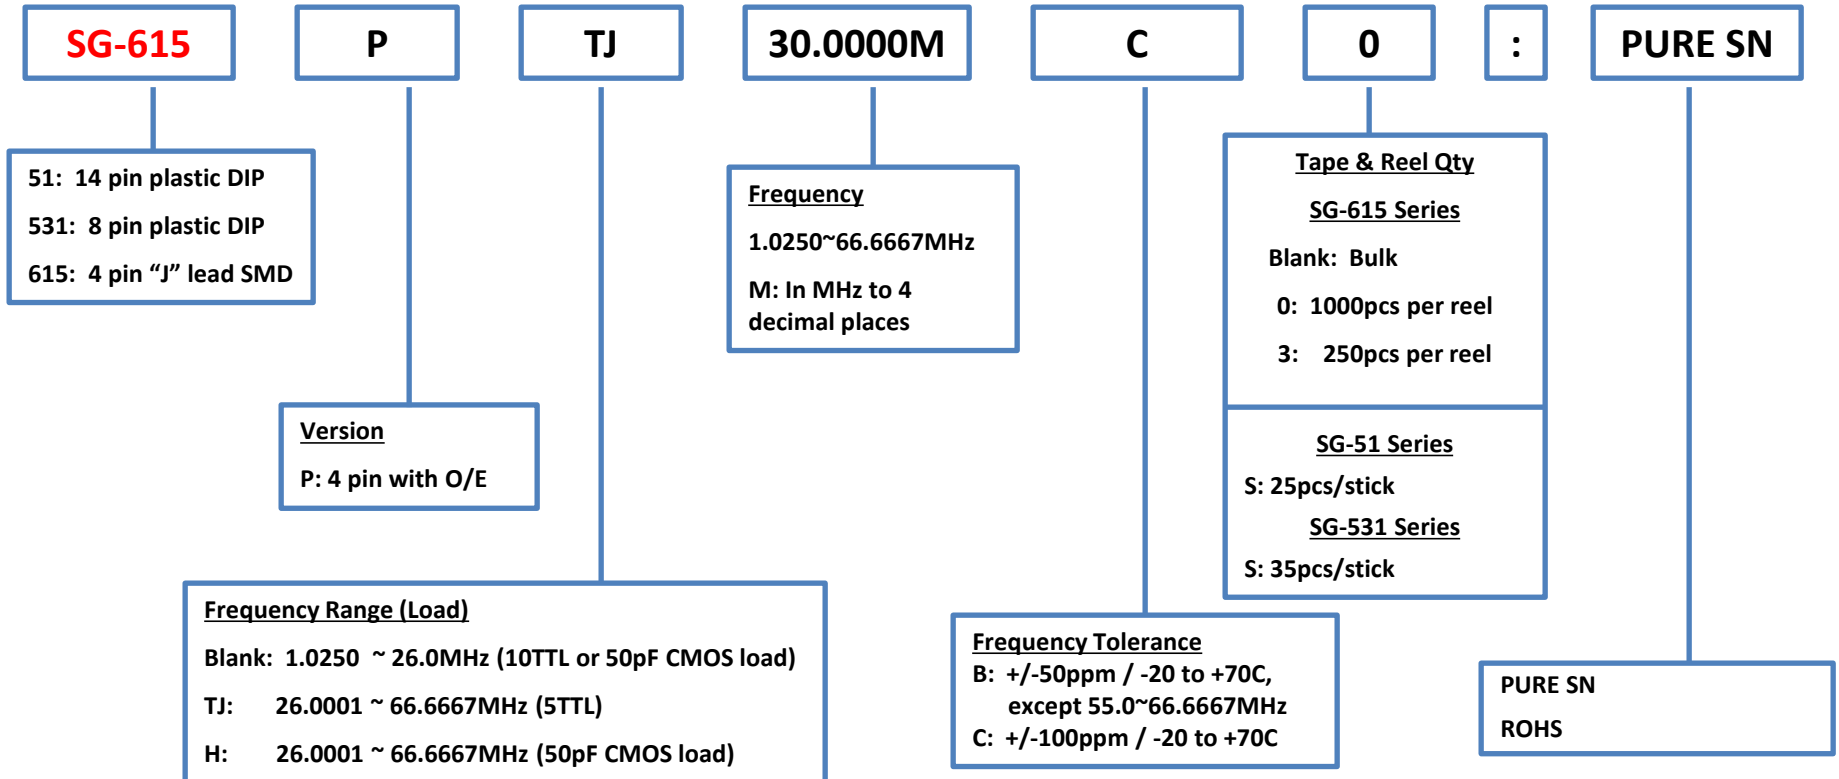 SG-615
P
TJ
30.0000M
C
0
:
PURE SN
51: 14 pin plastic DIP
531: 8 pin plastic DIP
615: 4 pin “J” lead SMD
Version
P: 4 pin with O/E
Frequency Range (Load)
Blank: 1.0250 ~ 26.0MHz (10TTL or 50pF CMOS load)
TJ: 26.0001 ~ 66.6667MHz (5TTL)
H: 26.0001 ~ 66.6667MHz (50pF CMOS load)
Frequency
1.0250~66.6667MHz
M: In MHz to 4
decimal places
Frequency Tolerance
B: +/-50ppm / -20 to +70C,
except 55.0~66.6667MHz
C: +/-100ppm / -20 to +70C
Tape & Reel Qty
SG-615 Series
Blank: Bulk
0: 1000pcs per reel
3: 250pcs per reel
SG-51 Series
S: 25pcs/stick
SG-531 Series
S: 35pcs/stick
PURE SN
ROHS